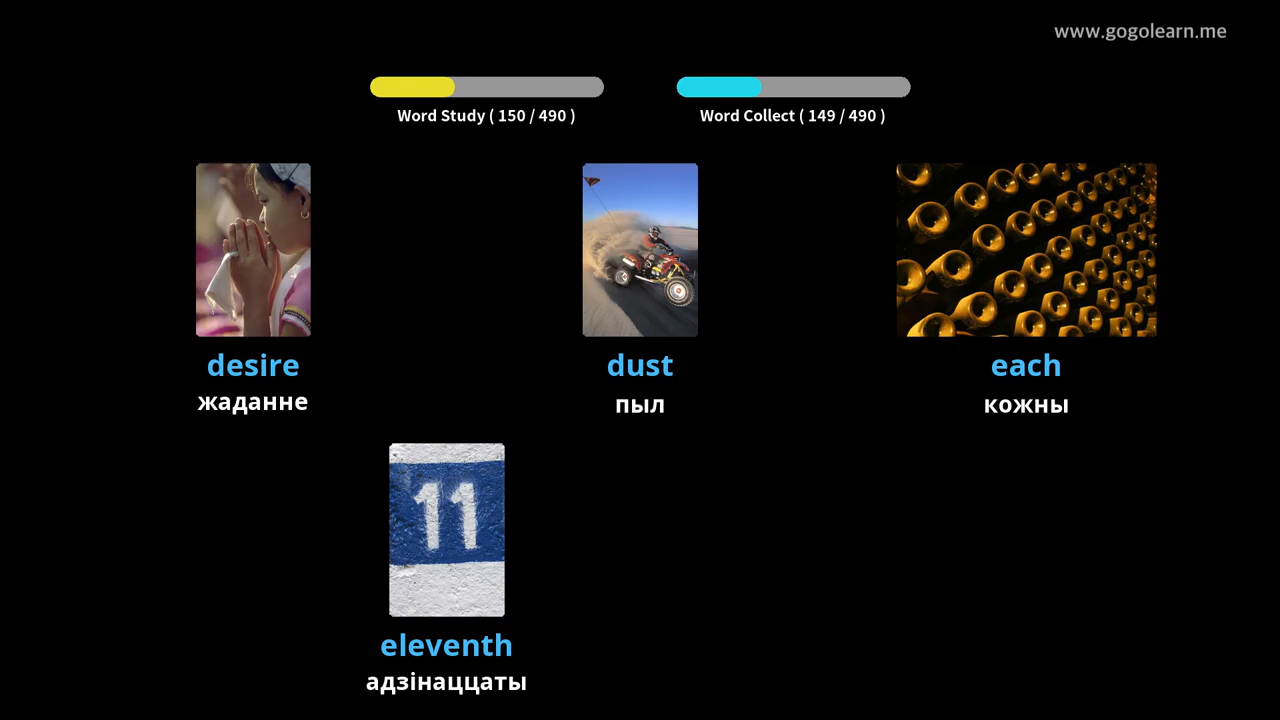 www.gogolearn.me
Word Study ( 150 / 490 )
Word Collect ( 149 / 490 )
desire
жаданне
dust
пыл
each
кожны
11
eleventh
адзінаццаты